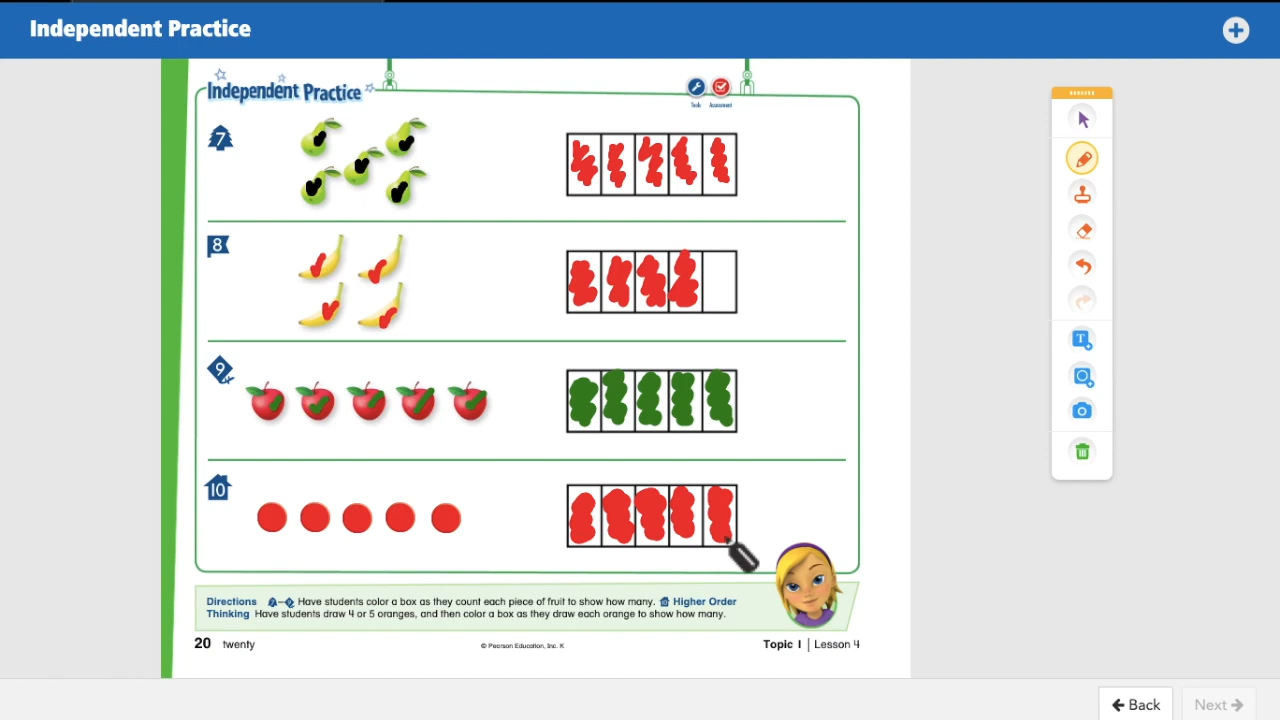 Independent Practice
Independent Practice
Tools Assessment
7
8
9
10
Directions 7–9 Have students color a box as they count each piece of fruit to show how many. Higher Order
Thinking Have students draw 4 or 5 oranges, and then color a box as they draw each orange to show how many.
20 twenty
© Pearson Education, Inc. K
Topic 1 | Lesson 4
T
Back
Next